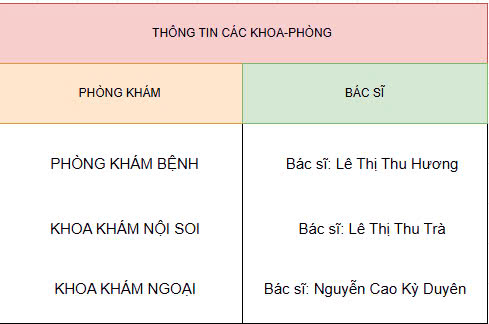 THÔNG TIN CÁC KHOA-PHÒNG
PHÒNG KHÁM
BÁC SĨ
PHÒNG KHÁM BỆNH
Bác sĩ: Lê Thị Thu Hương
KHOA KHÁM NỘI SOI
Bác sĩ: Lê Thị Thu Trà
KHOA KHÁM NGOẠI
Bác sĩ: Nguyễn Cao Kỳ Duyên